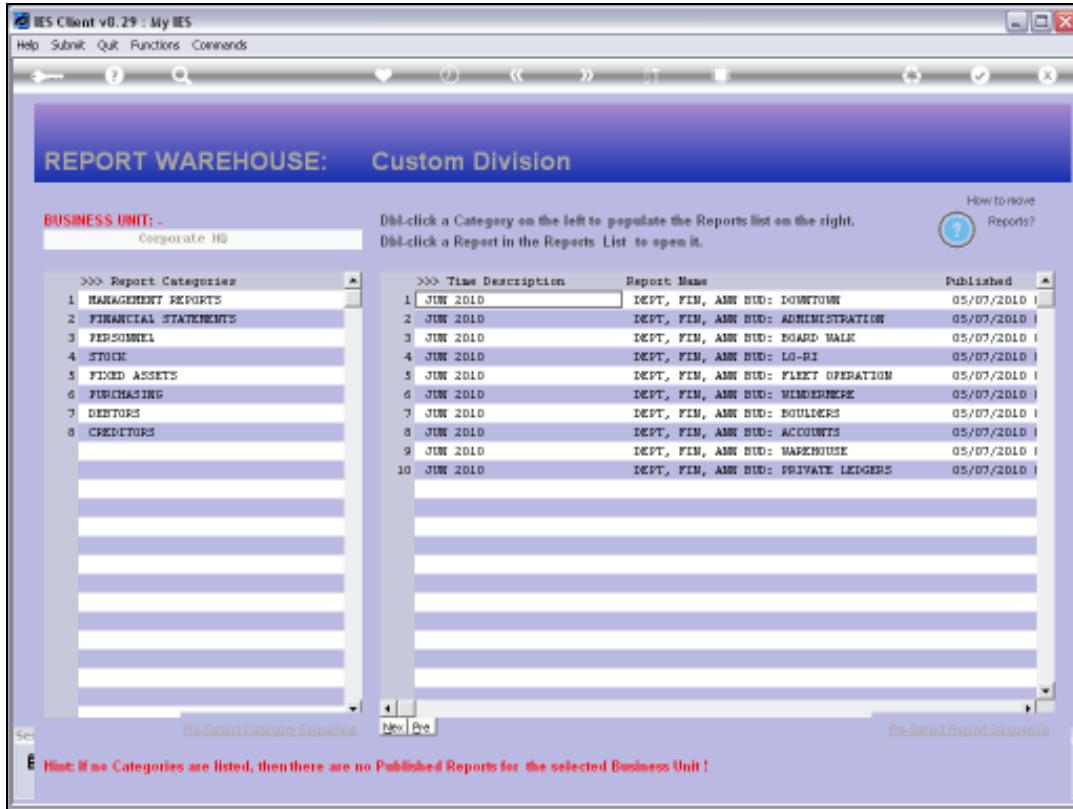 IES Client v8.29 : My IES
Help Submit Quit Functions Commands
REPORT WAREHOUSE: Custom Division
BUSINESS UNIT: -
Corporate HQ
Dbl-click a Category on the left to populate the Reports list on the right.
Dbl-click a Report in the Reports List to open it.
How to move
Reports?
>>> Report Categories
1 MANAGEMENT REPORTS
2 FINANCIAL STATEMENTS
3 PERSONNEL
4 STOCK
5 FIXED ASSETS
6 PURCHASING
7 DEBTORS
8 CREDITORS
>>> Time Description Report Name Published
1 JUN 2010 DEPT, FIN, ANN BUD: DOWNTOWN 05/07/2010
2 JUN 2010 DEPT, FIN, ANN BUD: ADMINISTRATION 05/07/2010
3 JUN 2010 DEPT, FIN, ANN BUD: BOARD WALK 05/07/2010
4 JUN 2010 DEPT, FIN, ANN BUD: LO-RI 05/07/2010
5 JUN 2010 DEPT, FIN, ANN BUD: FLEET OPERATION 05/07/2010
6 JUN 2010 DEPT, FIN, ANN BUD: WINDERMERE 05/07/2010
7 JUN 2010 DEPT, FIN, ANN BUD: BOULDERS 05/07/2010
8 JUN 2010 DEPT, FIN, ANN BUD: ACCOUNTS 05/07/2010
9 JUN 2010 DEPT, FIN, ANN BUD: WAREHOUSE 05/07/2010
10 JUN 2010 DEPT, FIN, ANN BUD: PRIVATE LEDGERS 05/07/2010
Re-Select Category Sequence
Nex Pre
Re-Select Report Sequence
Hint: If no Categories are listed, then there are no Published Reports for the selected Business Unit !